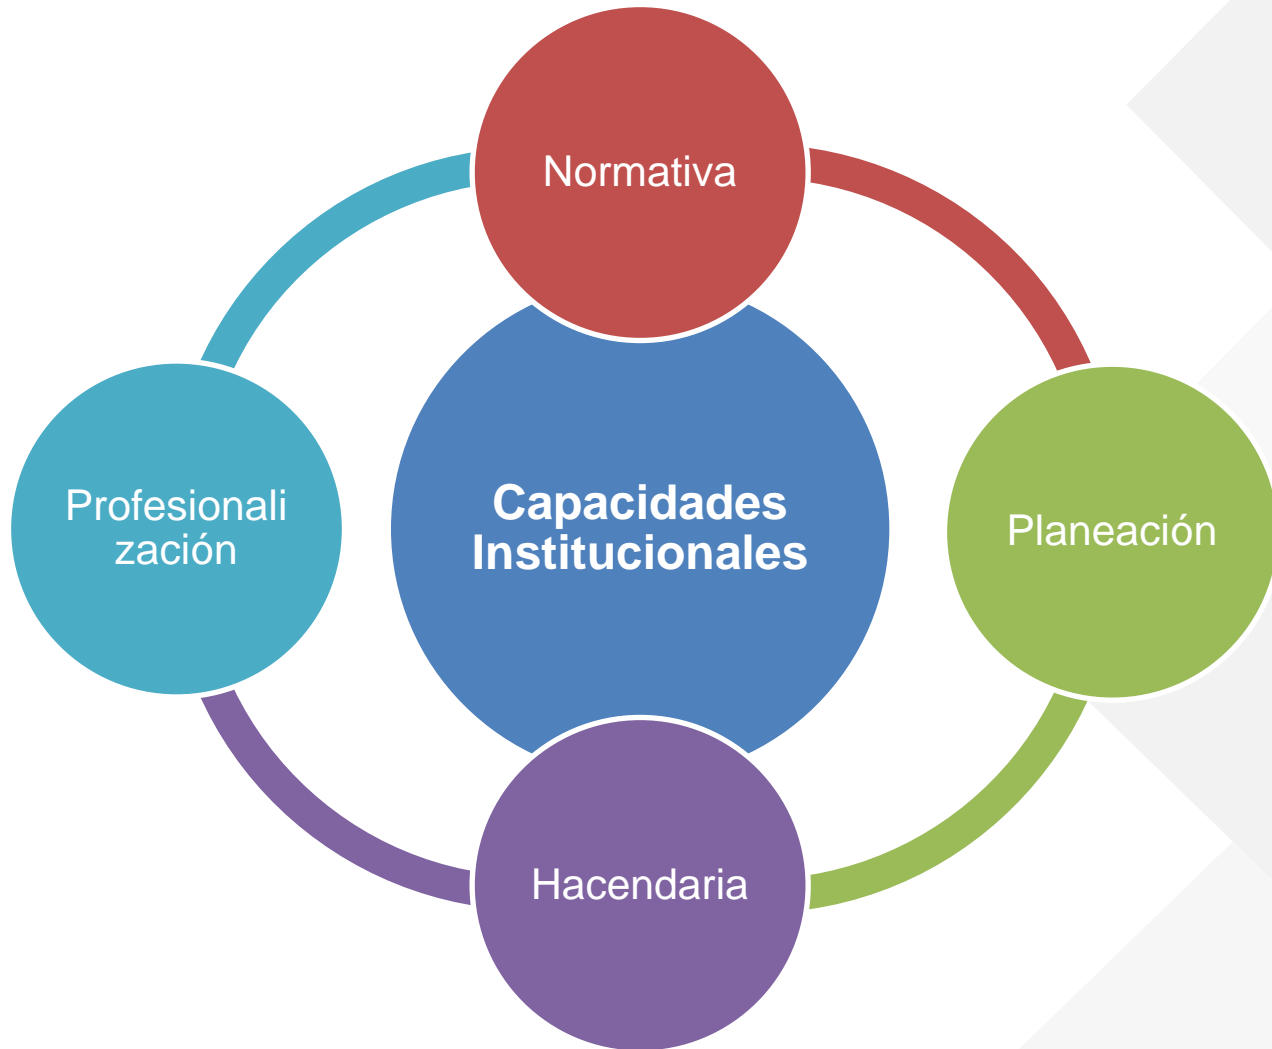 Normativa
Capacidades
Institucionales
Profesionali
zación
Planeación
Hacendaria